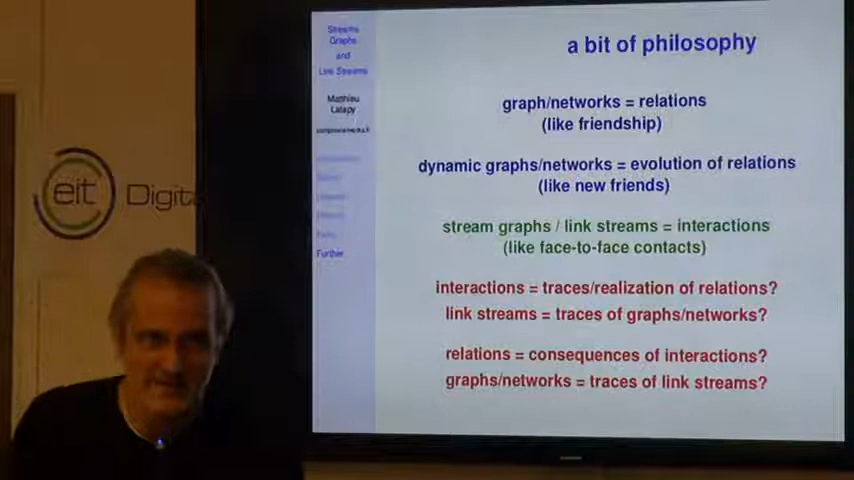 eit Digita
Streams
Graphs
and
Link Streams
Matthieu
Latapy
Further
a bit of philosophy
graph/networks = relations
(like friendship)
dynamic graphs/networks = evolution of relations
(like new friends)
stream graphs / link streams = interactions
(like face-to-face contacts)
interactions = traces/realization of relations?
link streams = traces of graphs/networks?
relations = consequences of interactions?
graphs/networks = traces of link streams?